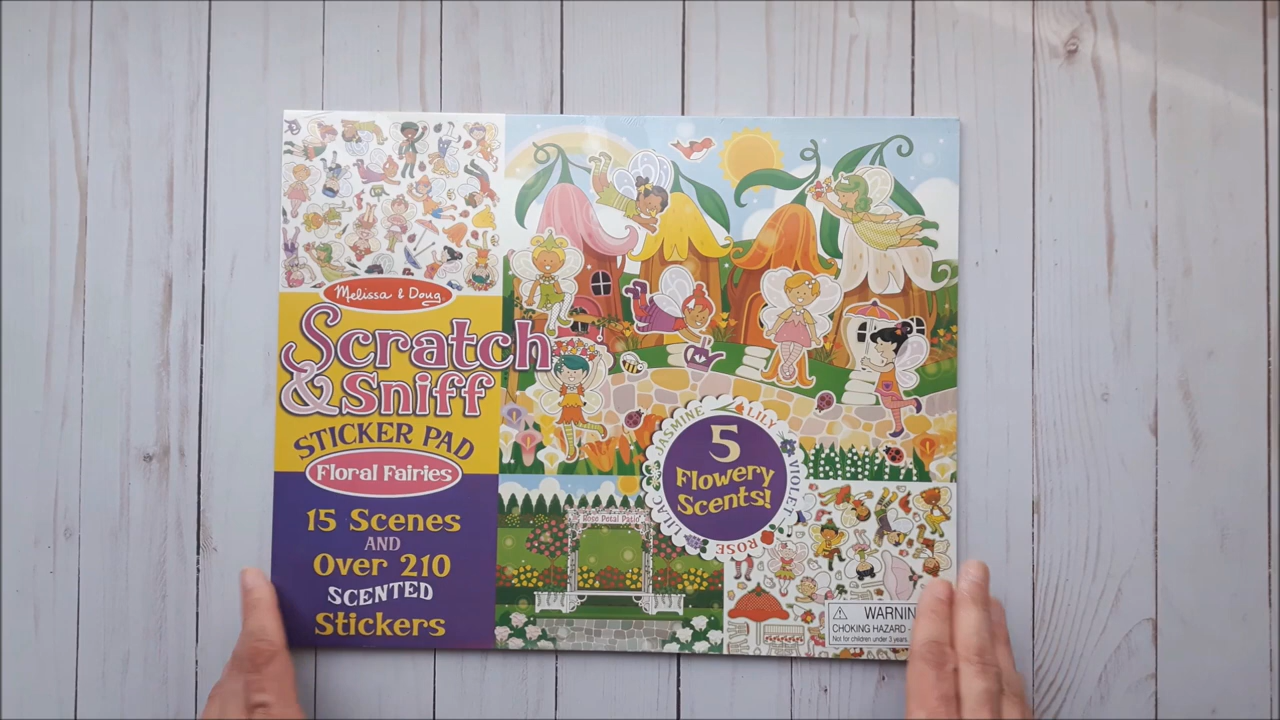 Melissa & Doug
Scratch
& Sniff
STICKER PAD
Floral Fairies
15 Scenes
AND
Over 210
SCENTED
Stickers
5
Flowery
Scents!
JASMINE
LILY
VIOLET
ROSE
LILAC
Rose Petal Patio
WARNIN
CHOKING HAZARD -
Not for children under 3 years.